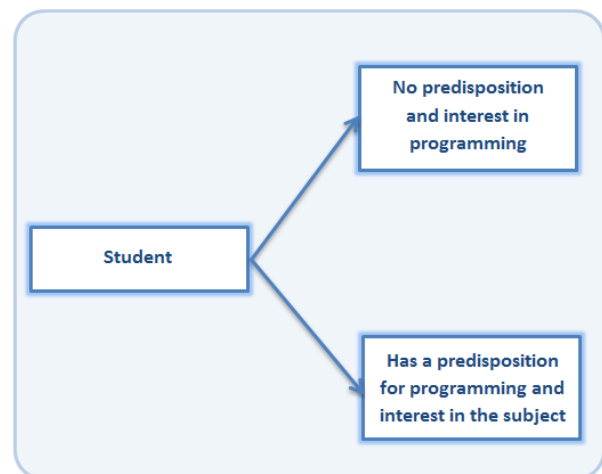 No predisposition
and interest in
programming
Student
Has a predisposition
for programming and
interest in the subject